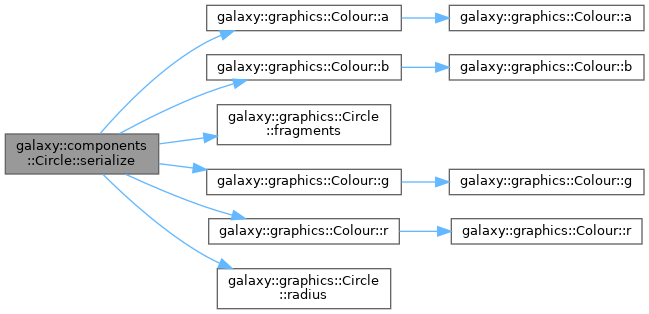 galaxy::components
::Circle::serialize
galaxy::graphics::Colour::a
galaxy::graphics::Colour::a
galaxy::graphics::Colour::b
galaxy::graphics::Colour::b
galaxy::graphics::Circle
::fragments
galaxy::graphics::Colour::g
galaxy::graphics::Colour::g
galaxy::graphics::Colour::r
galaxy::graphics::Colour::r
galaxy::graphics::Circle
::radius